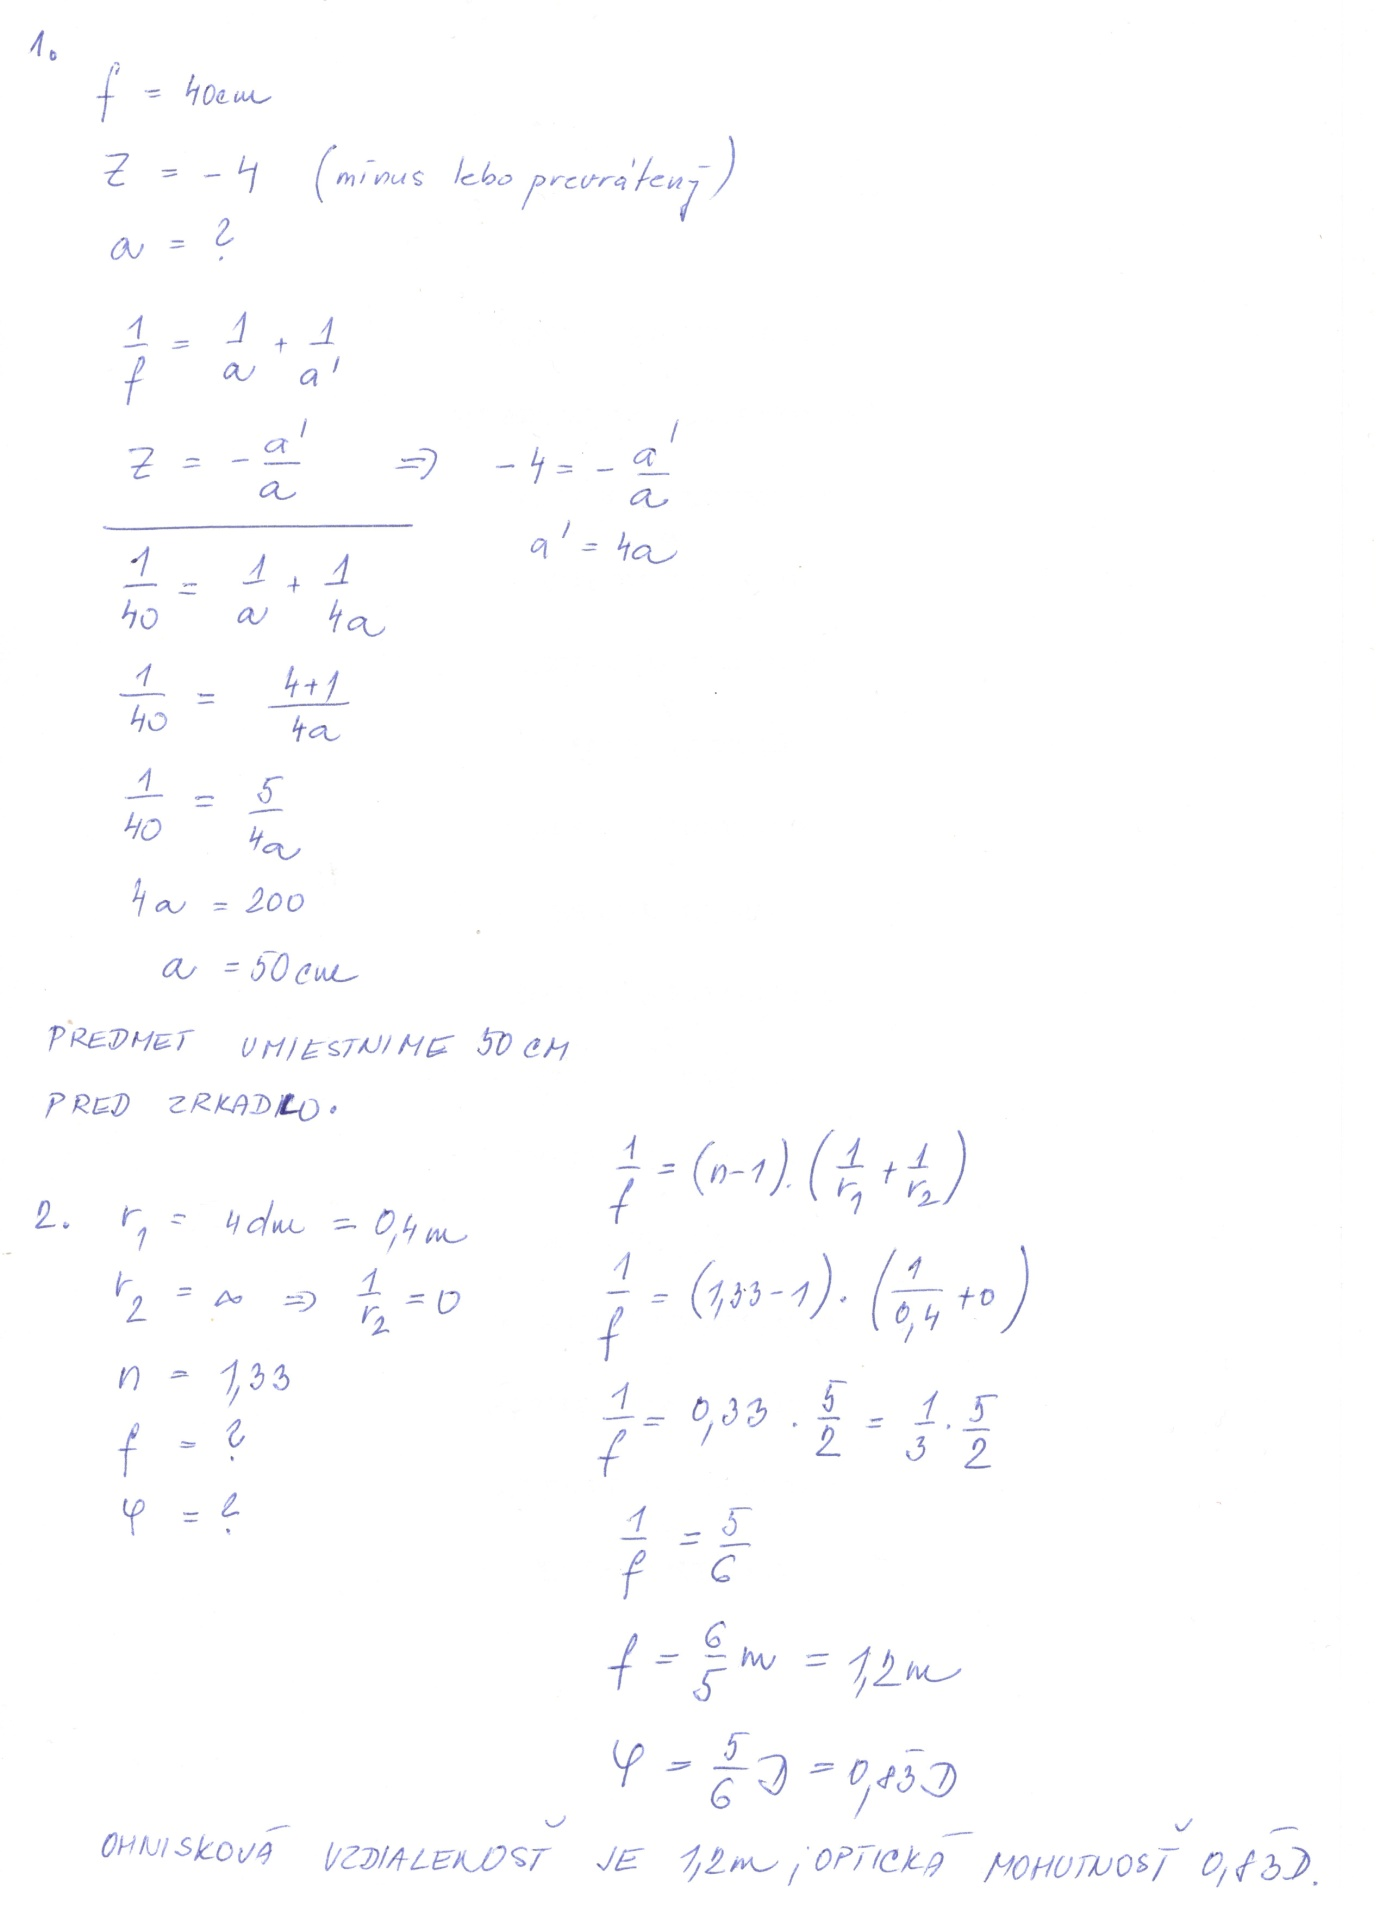 1.
f = 40cm
Z = -4 (mínus lebo prevrátený)
a = ?
1/f = 1/a + 1/a'
Z = -a'/a => -4 = -a'/a
a' = 4a
1/40 = 1/a + 1/4a
1/40 = 4+1/4a
1/40 = 5/4a
4a = 200
a = 50cm
PREDMET UMIESTNIME 50 CM
PRED ZRKADLO.
2. r₁ = 4dm = 0,4m
r₂ = ∞ => 1/r₂ = 0
n = 1,33
f = ?
φ = ?
1/f = (n-1).(1/r₁ + 1/r₂)
1/f = (1,33-1).(1/0,4 + 0)
1/f = 0,33 . 5/2 = 1/3 . 5/2
1/f = 5/6
f = 6/5 m = 1,2m
φ = 5/6 D = 0,83̄ D
OHNISKOVÁ VZDIALENOSŤ JE 1,2m; OPTICKÁ MOHUTNOSŤ 0,83̄ D.